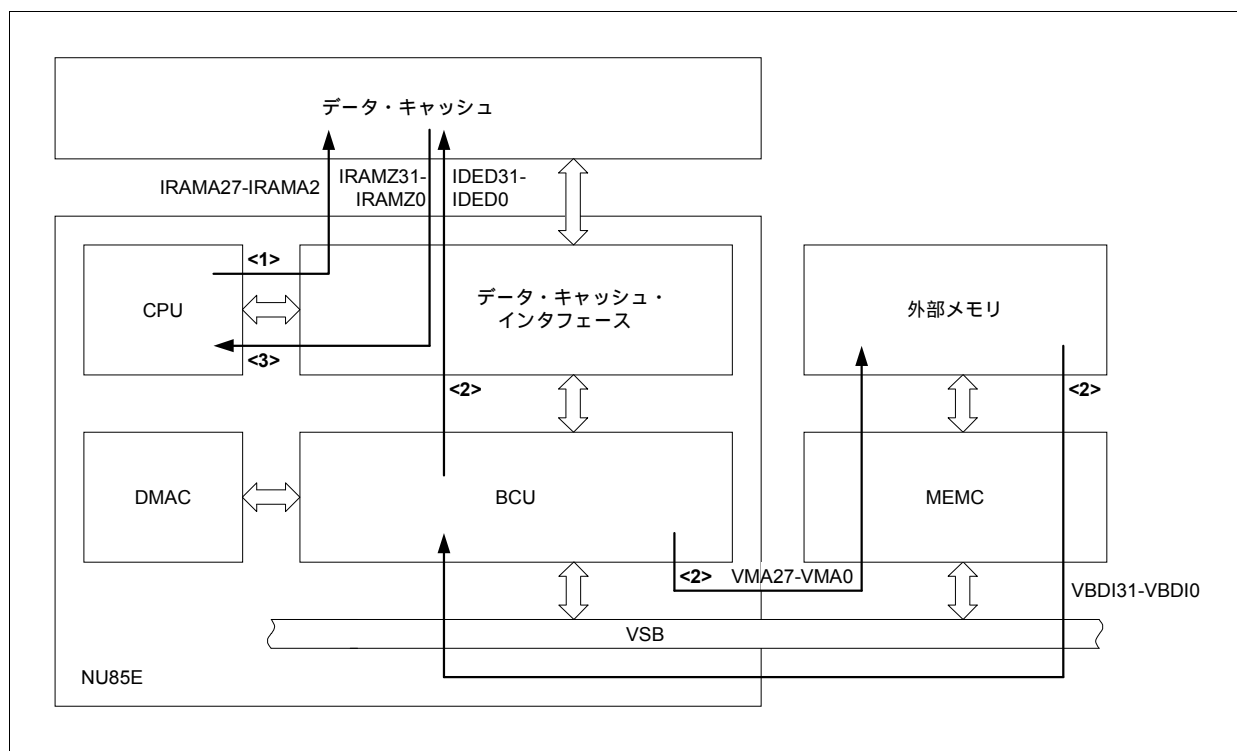 データ・キャッシュ
IRAMA27-IRAMA2
IRAMZ31-
IRAMZ0
IDED31-
IDED0
<1>
CPU
データ・キャッシュ・
インタフェース
外部メモリ
<3>
<2>
<2>
DMAC
BCU
MEMC
<2>
VMA27-VMA0
VBDI31-VBDI0
VSB
NU85E